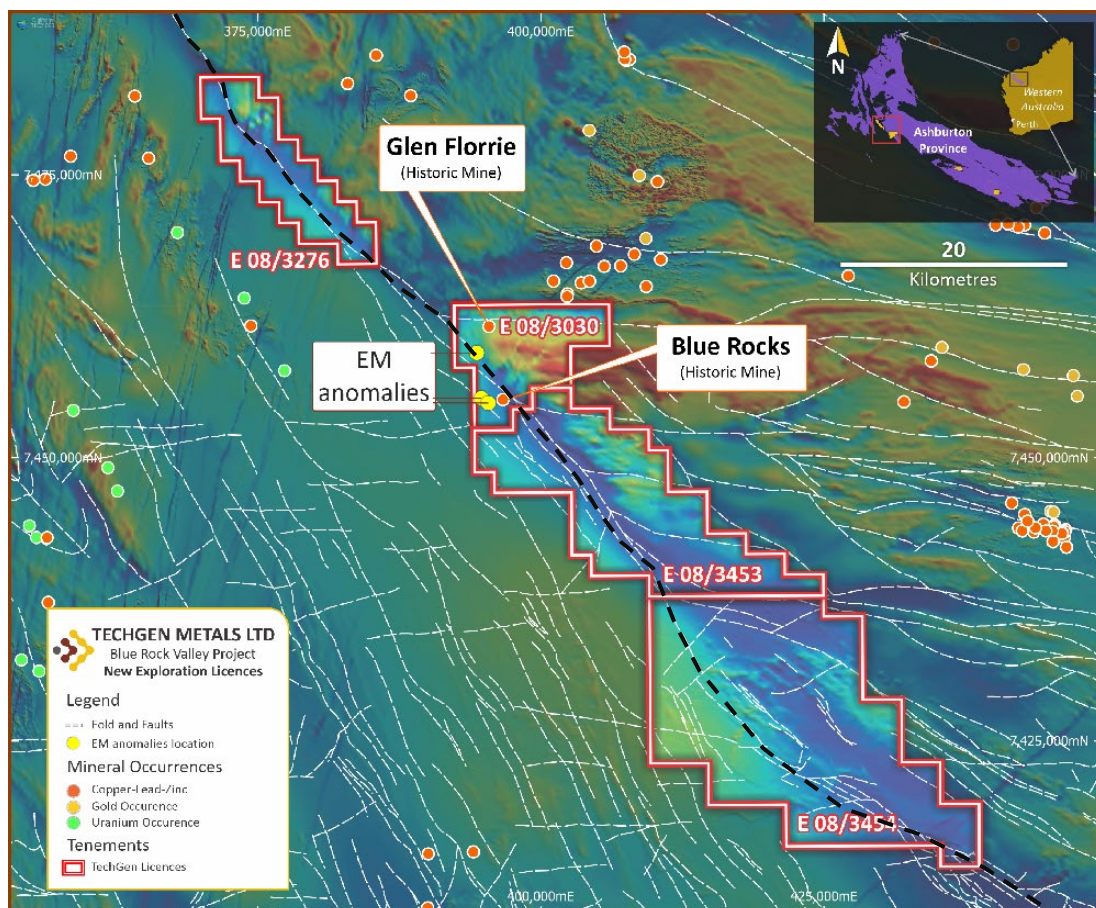 375,000mE
400,000mE
N
Western
Australia
Perth
Ashburton
Province
Glen Florrie
(Historic Mine)
7,475,000mN
20
Kilometres
E 08/3276
E 08/3030
Blue Rocks
(Historic Mine)
EM
anomalies
7,450,000mN
7,450,000mN
E 08/3453
TECHGEN METALS LTD
Blue Rock Valley Project
New Exploration Licences
Legend
Fold and Faults
EM anomalies location
Mineral Occurrences
Copper-Lead-Zinc
Gold Occurence
Uranium Occurence
Tenements
TechGen Licences
7,425,000mN
E 08/3454
400,000mE
425,000mE